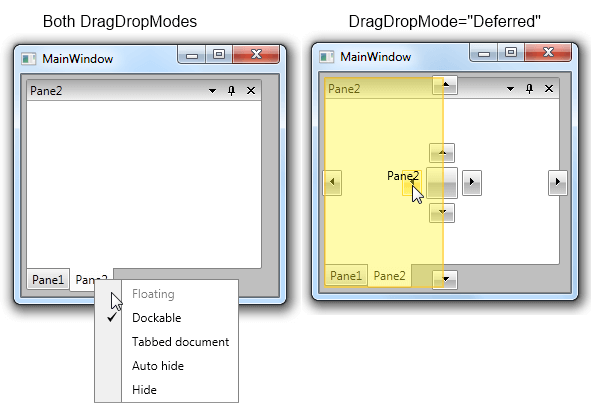 Both DragDropModes
DragDropMode="Deferred"
MainWindow
Pane2
Pane1 Pane2
Floating
Dockable
Tabbed document
Auto hide
Hide
MainWindow
Pane2
Pane2
Pane1 Pane2